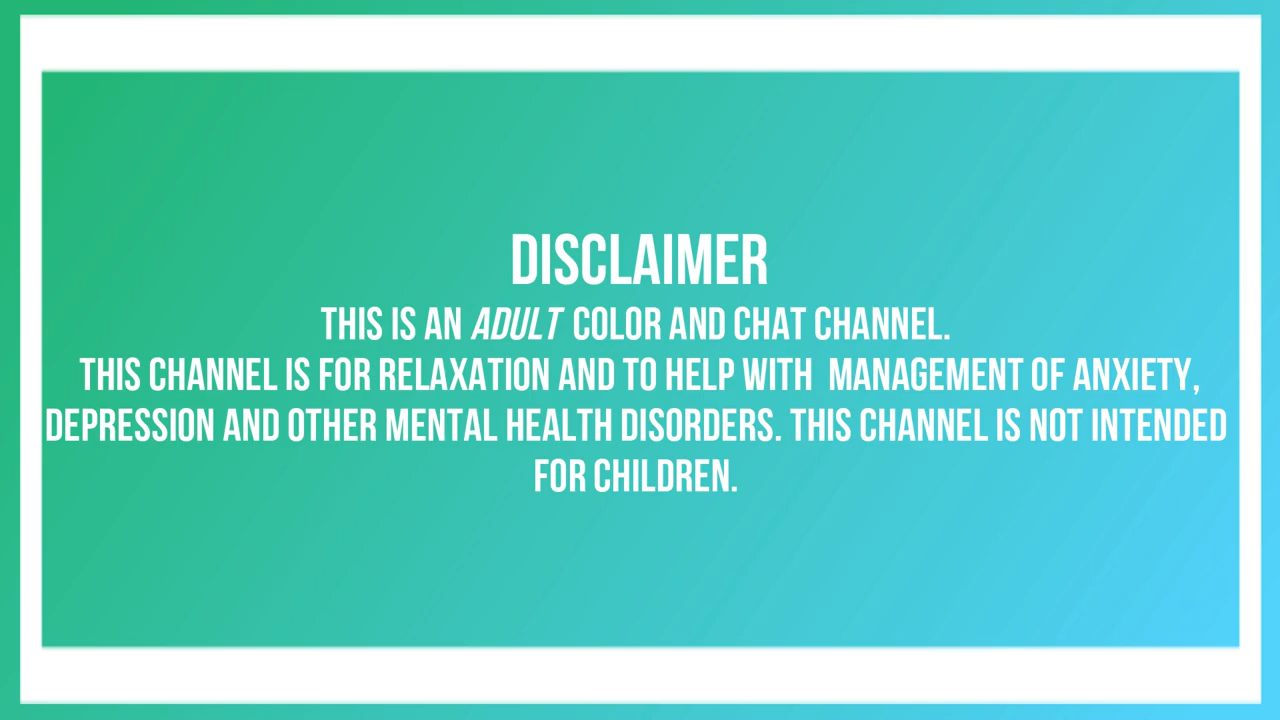 DISCLAIMER
THIS IS AN ADULT COLOR AND CHAT CHANNEL.
THIS CHANNEL IS FOR RELAXATION AND TO HELP WITH MANAGEMENT OF ANXIETY,
DEPRESSION AND OTHER MENTAL HEALTH DISORDERS. THIS CHANNEL IS NOT INTENDED
FOR CHILDREN.